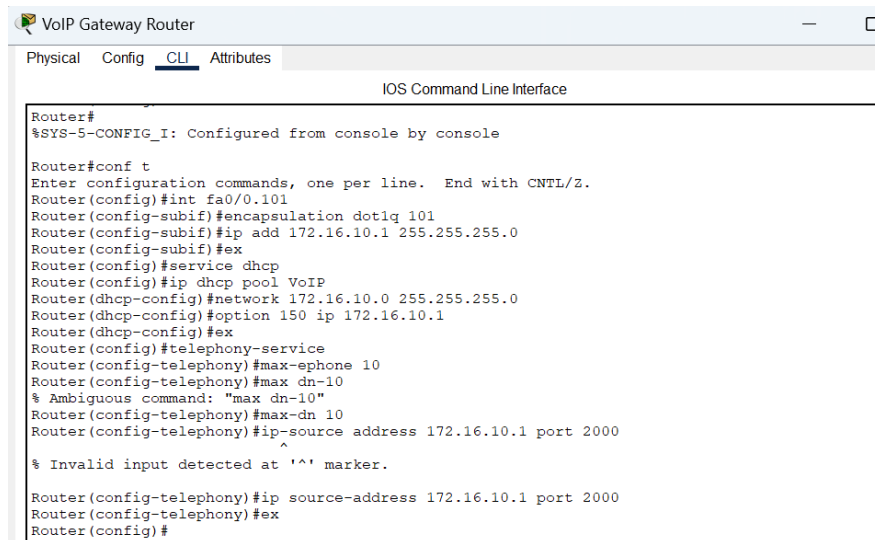 VoIP Gateway Router
Physical Config CLI Attributes
IOS Command Line Interface
Router#
%SYS-5-CONFIG_I: Configured from console by console
Router#conf t
Enter configuration commands, one per line. End with CNTL/Z.
Router(config)#int fa0/0.101
Router(config-subif)#encapsulation dot1q 101
Router(config-subif)#ip add 172.16.10.1 255.255.255.0
Router(config-subif)#ex
Router(config)#service dhcp
Router(config)#ip dhcp pool VoIP
Router(dhcp-config)#network 172.16.10.0 255.255.255.0
Router(dhcp-config)#option 150 ip 172.16.10.1
Router(dhcp-config)#ex
Router(config)#telephony-service
Router(config-telephony)#max-ephone 10
Router(config-telephony)#max dn-10
% Ambiguous command: "max dn-10"
Router(config-telephony)#max-dn 10
Router(config-telephony)#ip-source address 172.16.10.1 port 2000
^
% Invalid input detected at '^' marker.
Router(config-telephony)#ip source-address 172.16.10.1 port 2000
Router(config-telephony)#ex
Router(config)#